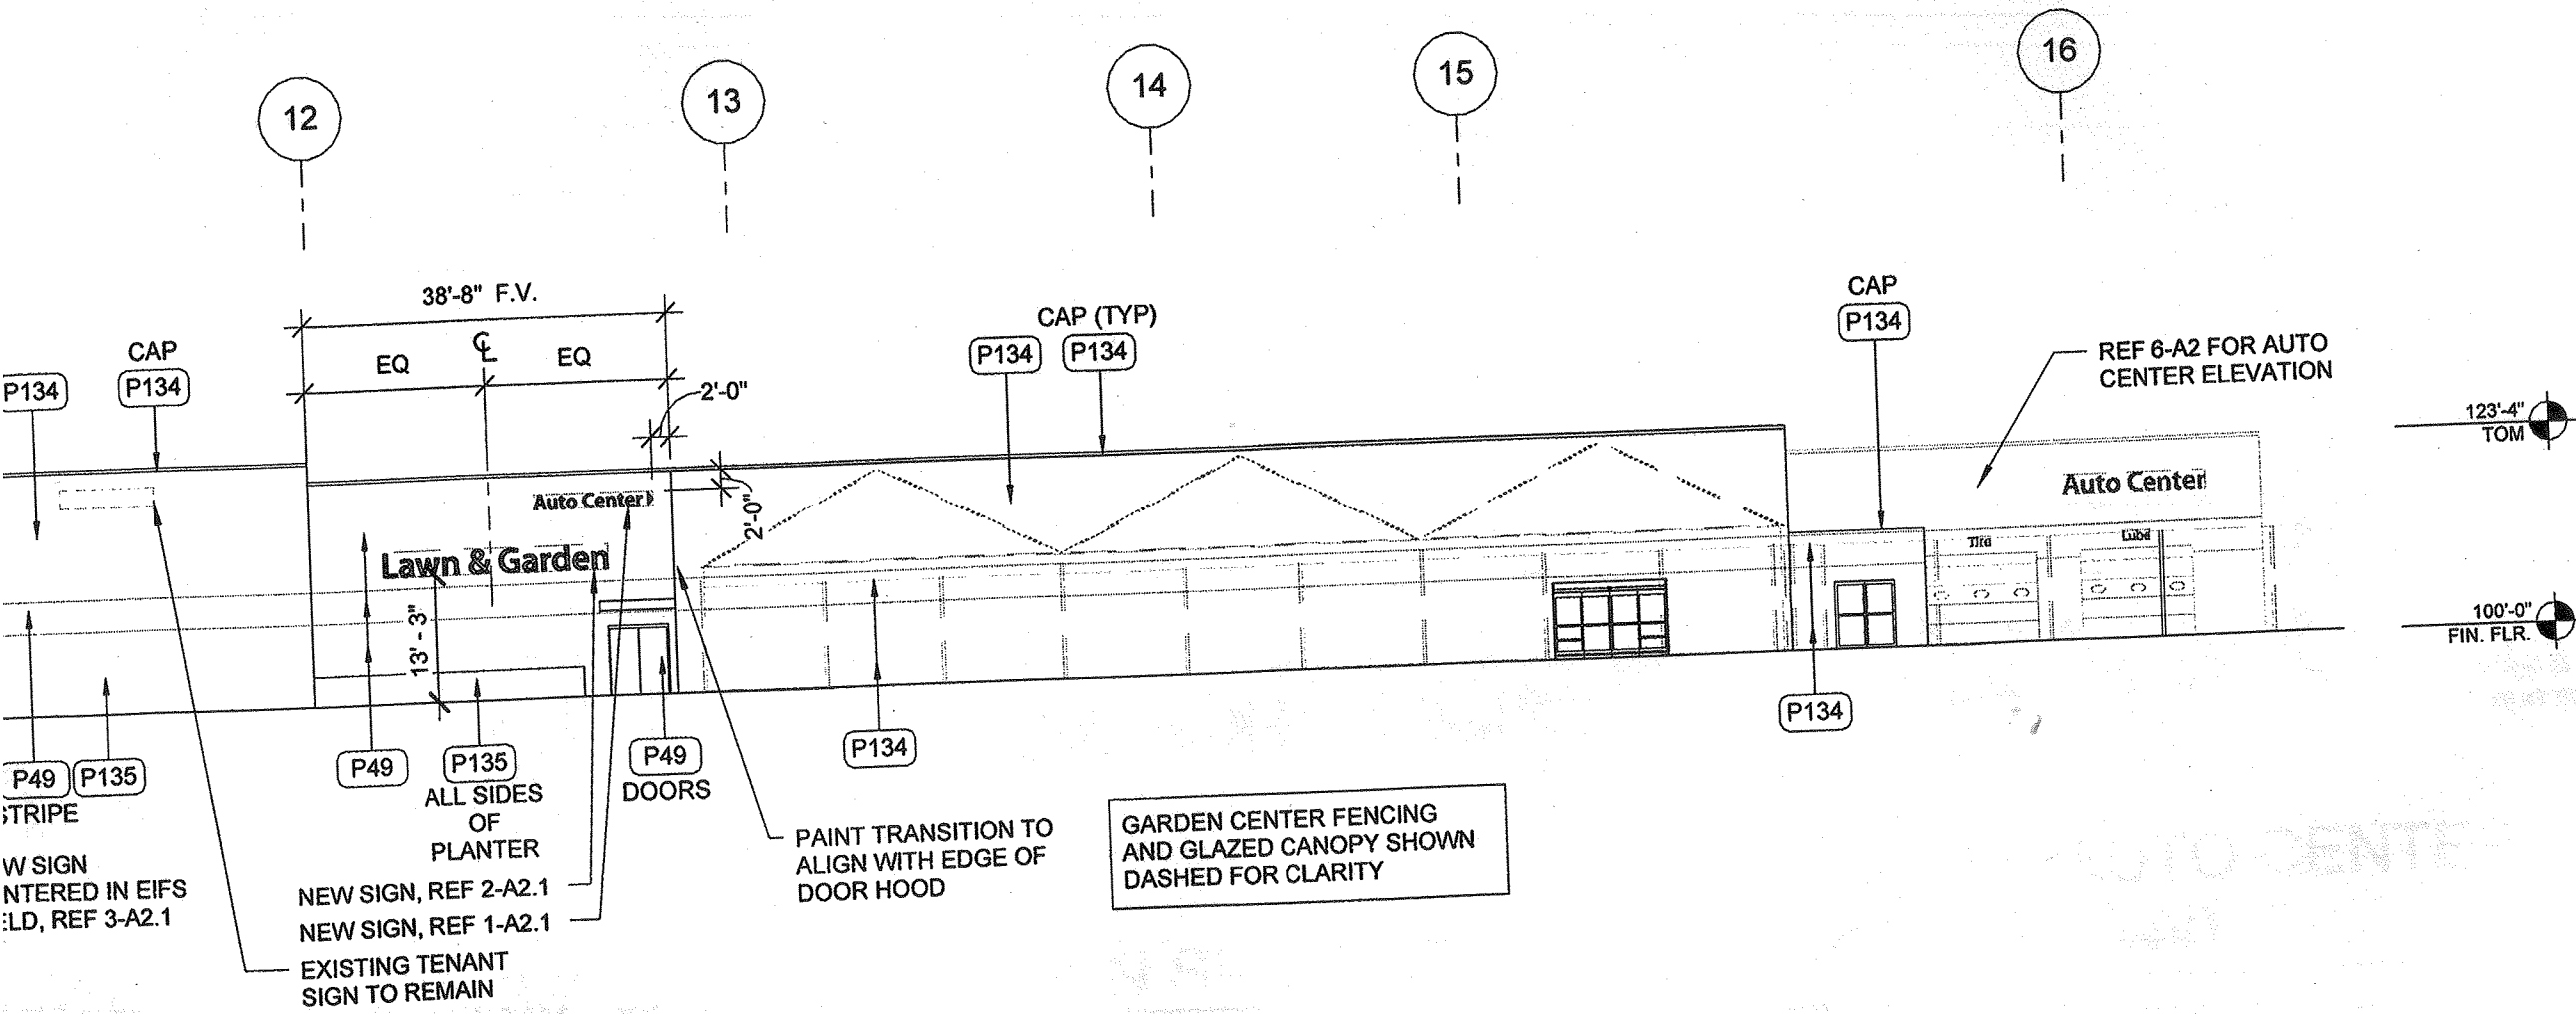 12
13
14
15
16
38'-8" F.V.
EQ
CL
EQ
2'-0"
CAP
P134
P134
P134
CAP (TYP)
P134
CAP
P134
REF 6-A2 FOR AUTO
CENTER ELEVATION
123'-4"
TOM
Auto Center
2'-0"
Lawn & Garden
Auto Center
Tire
Lube
13' - 3"
100'-0"
FIN. FLR.
P49
STRIPE
P135
P49
P135
ALL SIDES
OF
PLANTER
P49
DOORS
P134
P134
W SIGN
NTERED IN EIFS
ELD, REF 3-A2.1
NEW SIGN, REF 2-A2.1
NEW SIGN, REF 1-A2.1
EXISTING TENANT
SIGN TO REMAIN
PAINT TRANSITION TO
ALIGN WITH EDGE OF
DOOR HOOD
GARDEN CENTER FENCING
AND GLAZED CANOPY SHOWN
DASHED FOR CLARITY